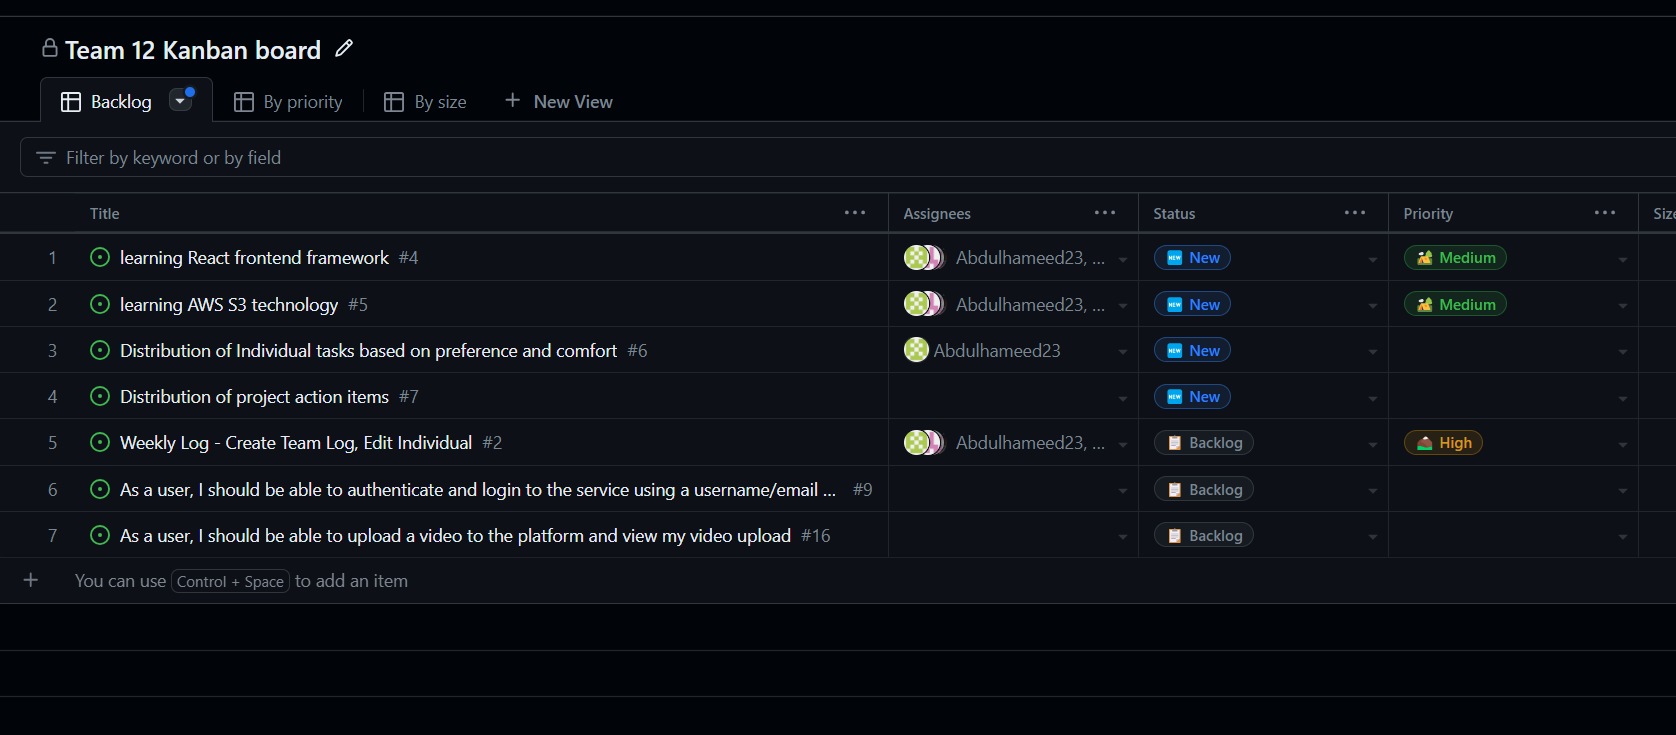 Team 12 Kanban board
Backlog By priority By size + New View
Filter by keyword or by field
Title ... Assignees ... Status ... Priority ...
1 learning React frontend framework #4 Abdulhameed23, ... NEW New Medium
2 learning AWS S3 technology #5 Abdulhameed23, ... NEW New Medium
3 Distribution of Individual tasks based on preference and comfort #6 Abdulhameed23 NEW New
4 Distribution of project action items #7 NEW New
5 Weekly Log - Create Team Log, Edit Individual #2 Abdulhameed23, ... Backlog High
6 As a user, I should be able to authenticate and login to the service using a username/email ... #9 Backlog
7 As a user, I should be able to upload a video to the platform and view my video upload #16 Backlog
+ You can use Control + Space to add an item